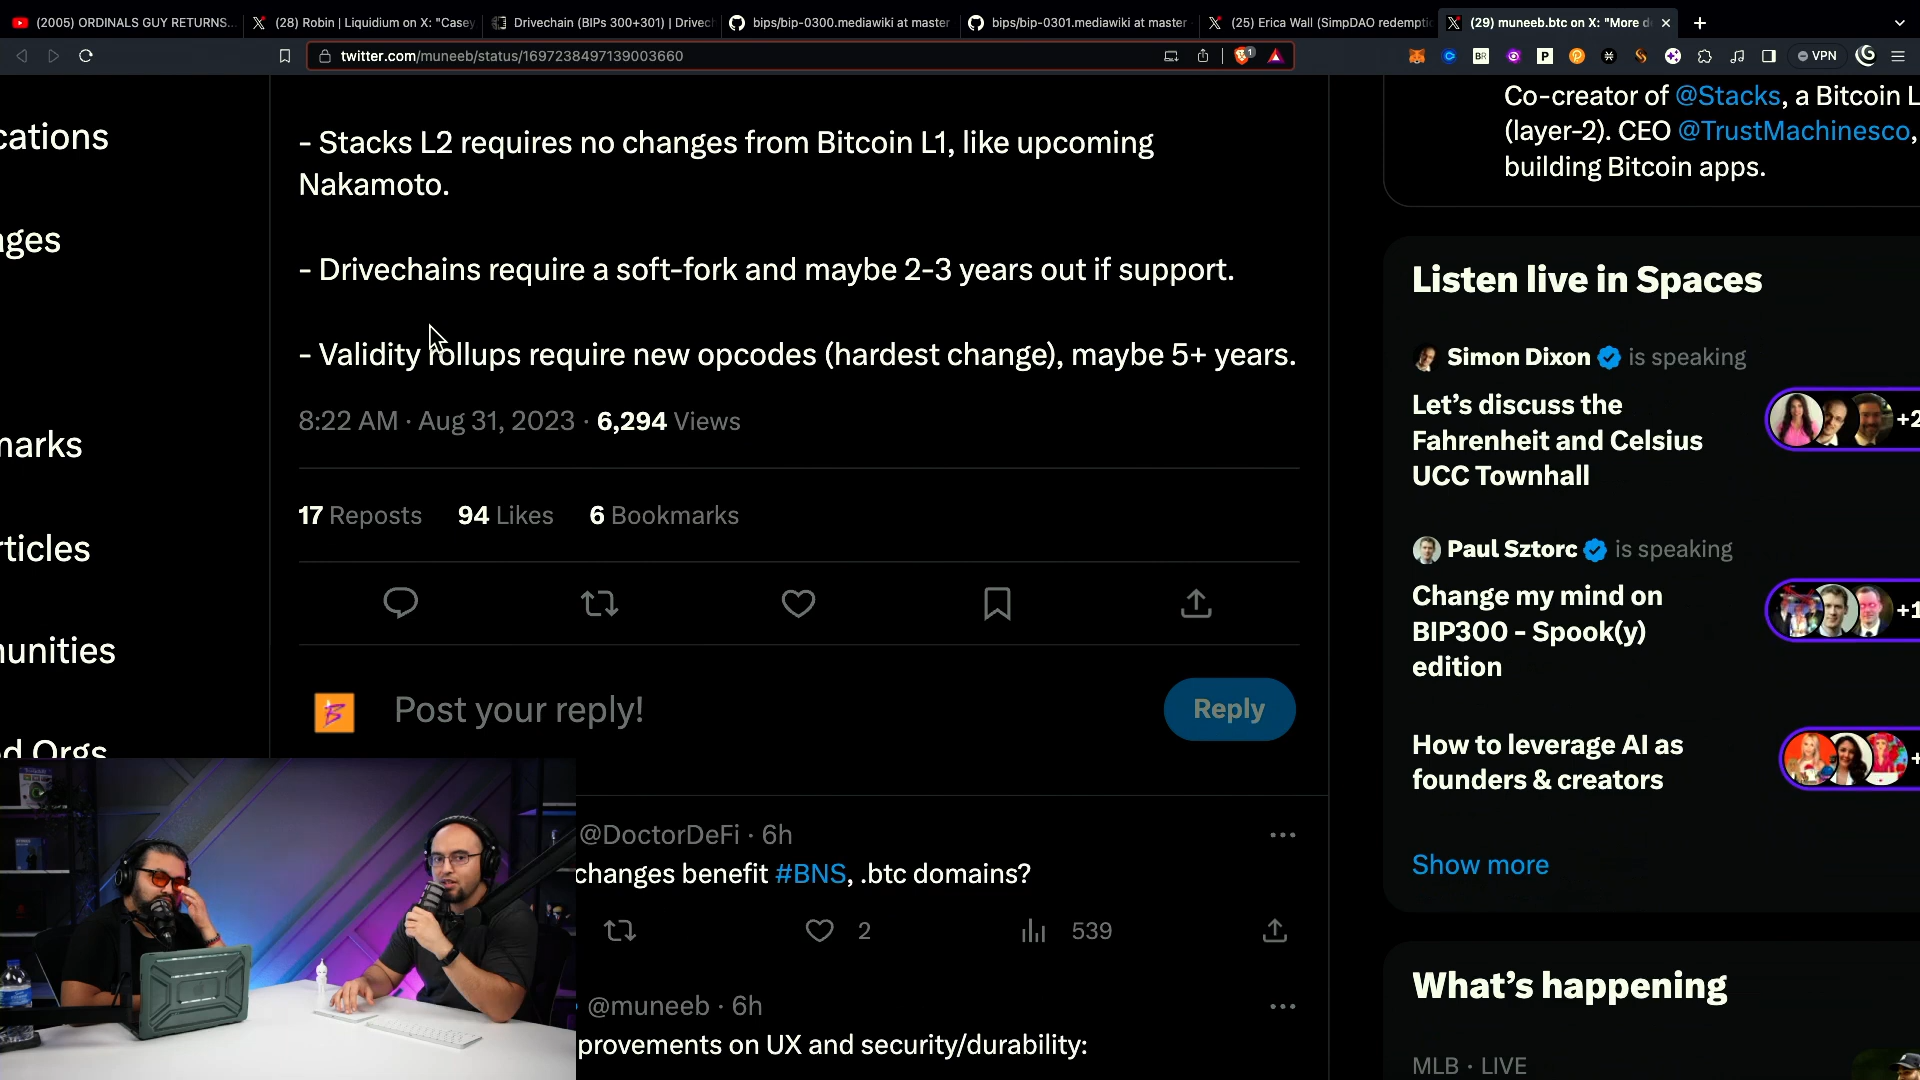 (2005) ORDINALS GUY RETURNS...
(28) Robin | Liquidium on X: "Casey
Drivechain (BIPs 300+301) | Drivec
bips/bip-0300.mediawiki at master
bips/bip-0301.mediawiki at master
(25) Erica Wall (SimpDAO redempti
(29) muneeb.btc on X: "More d
twitter.com/muneeb/status/1697238497139003660
1
BR
P
VPN
cations
ages
marks
rticles
unities
d Orgs
- Stacks L2 requires no changes from Bitcoin L1, like upcoming
Nakamoto.
- Drivechains require a soft-fork and maybe 2-3 years out if support.
- Validity rollups require new opcodes (hardest change), maybe 5+ years.
8:22 AM · Aug 31, 2023 · 6,294 Views
17 Reposts 94 Likes 6 Bookmarks
B
Post your reply!
Reply
@DoctorDeFi · 6h
changes benefit #BNS, .btc domains?
2
539
@muneeb · 6h
provements on UX and security/durability:
Co-creator of @Stacks, a Bitcoin L
(layer-2). CEO @TrustMachinesco,
building Bitcoin apps.
Listen live in Spaces
Simon Dixon is speaking
Let's discuss the
Fahrenheit and Celsius
UCC Townhall
+2
Paul Sztorc is speaking
Change my mind on
BIP300 - Spook(y)
edition
+1
How to leverage AI as
founders & creators
+
Show more
What's happening
MLB · LIVE